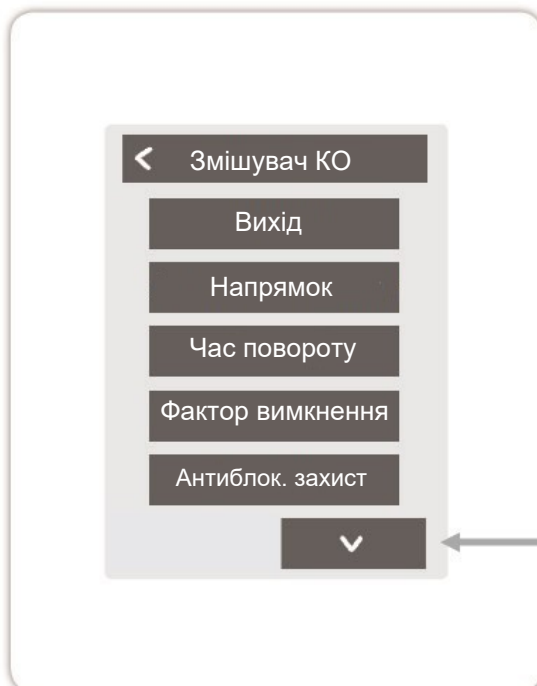 Змішувач КО
Вихід
Напрямок
Час повороту
Фактор вимкнення
Антиблок. захист